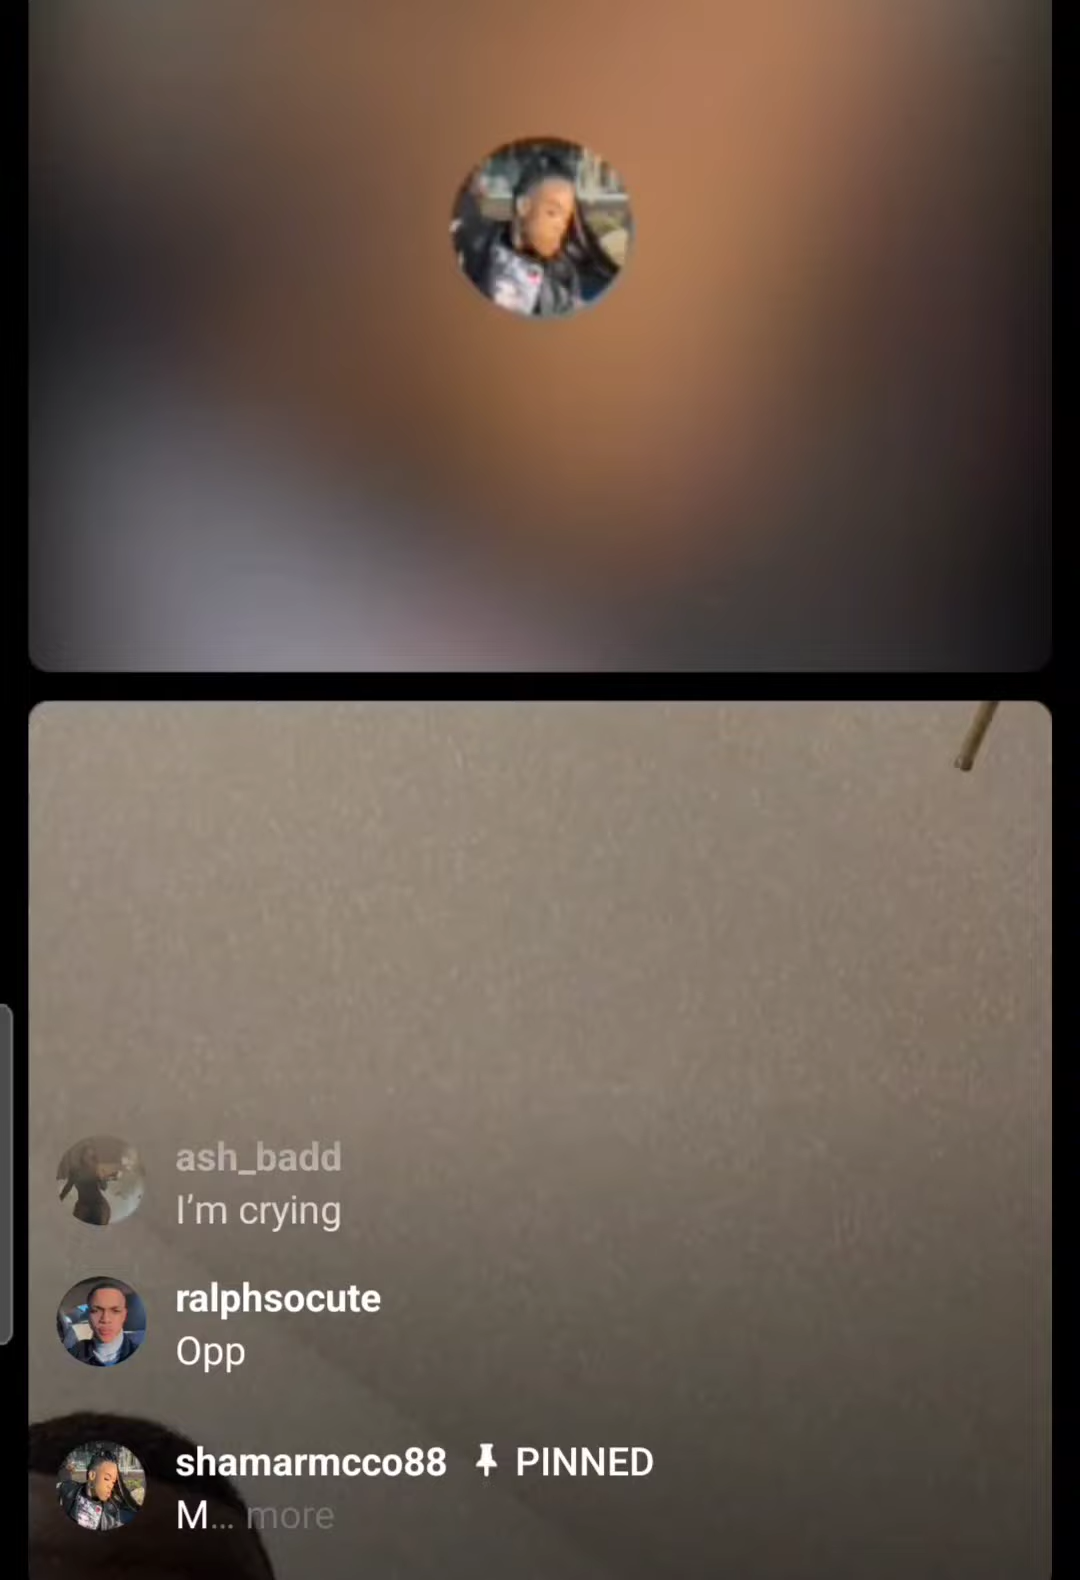 ash_badd
I’m crying
ralphsocute
Opp
shamarmcco88 PINNED
M... more